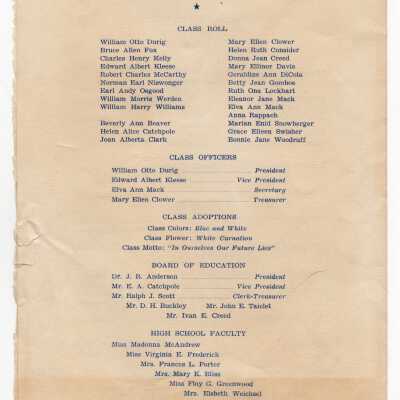 CLASS ROLL
William Otto Durig
Bruce Allen Fox
Charles Henry Kelly
Edward Albert Kleese
Robert Charles McCarthy
Norman Earl Niswonger
Earl Andy Osgood
William Morris Werden
William Harry Williams
Beverly Ann Beaver
Helen Alice Catchpole
Joan Alberta Clark
Mary Ellen Clower
Helen Ruth Consider
Donna Jean Creed
Mary Ellinor Davis
Geraldine Ann DiCola
Betty Jean Gombos
Ruth Ona Lockhart
Eleanor Jane Mack
Elva Ann Mack
Anna Rappach
Marian Enid Snowberger
Grace Eileen Swisher
Bonnie Jane Woodruff
CLASS OFFICERS
William Otto Durig President
Edward Albert Kleese Vice President
Elva Ann Mack Secretary
Mary Ellen Clower Treasurer
CLASS ADOPTIONS
Class Colors: Blue and White
Class Flower: White Carnation
Class Motto: "In Ourselves Our Future Lies"
BOARD OF EDUCATION
Dr. J. R. Anderson President
Mr. E. A. Catchpole Vice President
Mr. Ralph J. Scott Clerk-Treasurer
Mr. D. H. Buckley Mr. John E. Taidel
Mr. Ivan E. Creed
HIGH SCHOOL FACULTY
Miss Madonna McAndrew
Miss Virginia E. Frederick
Mrs. Frances L. Porter
Mrs. Mary K. Bliss
Miss Floy G. Greenwood
Mrs. Elsbeth Weichsel